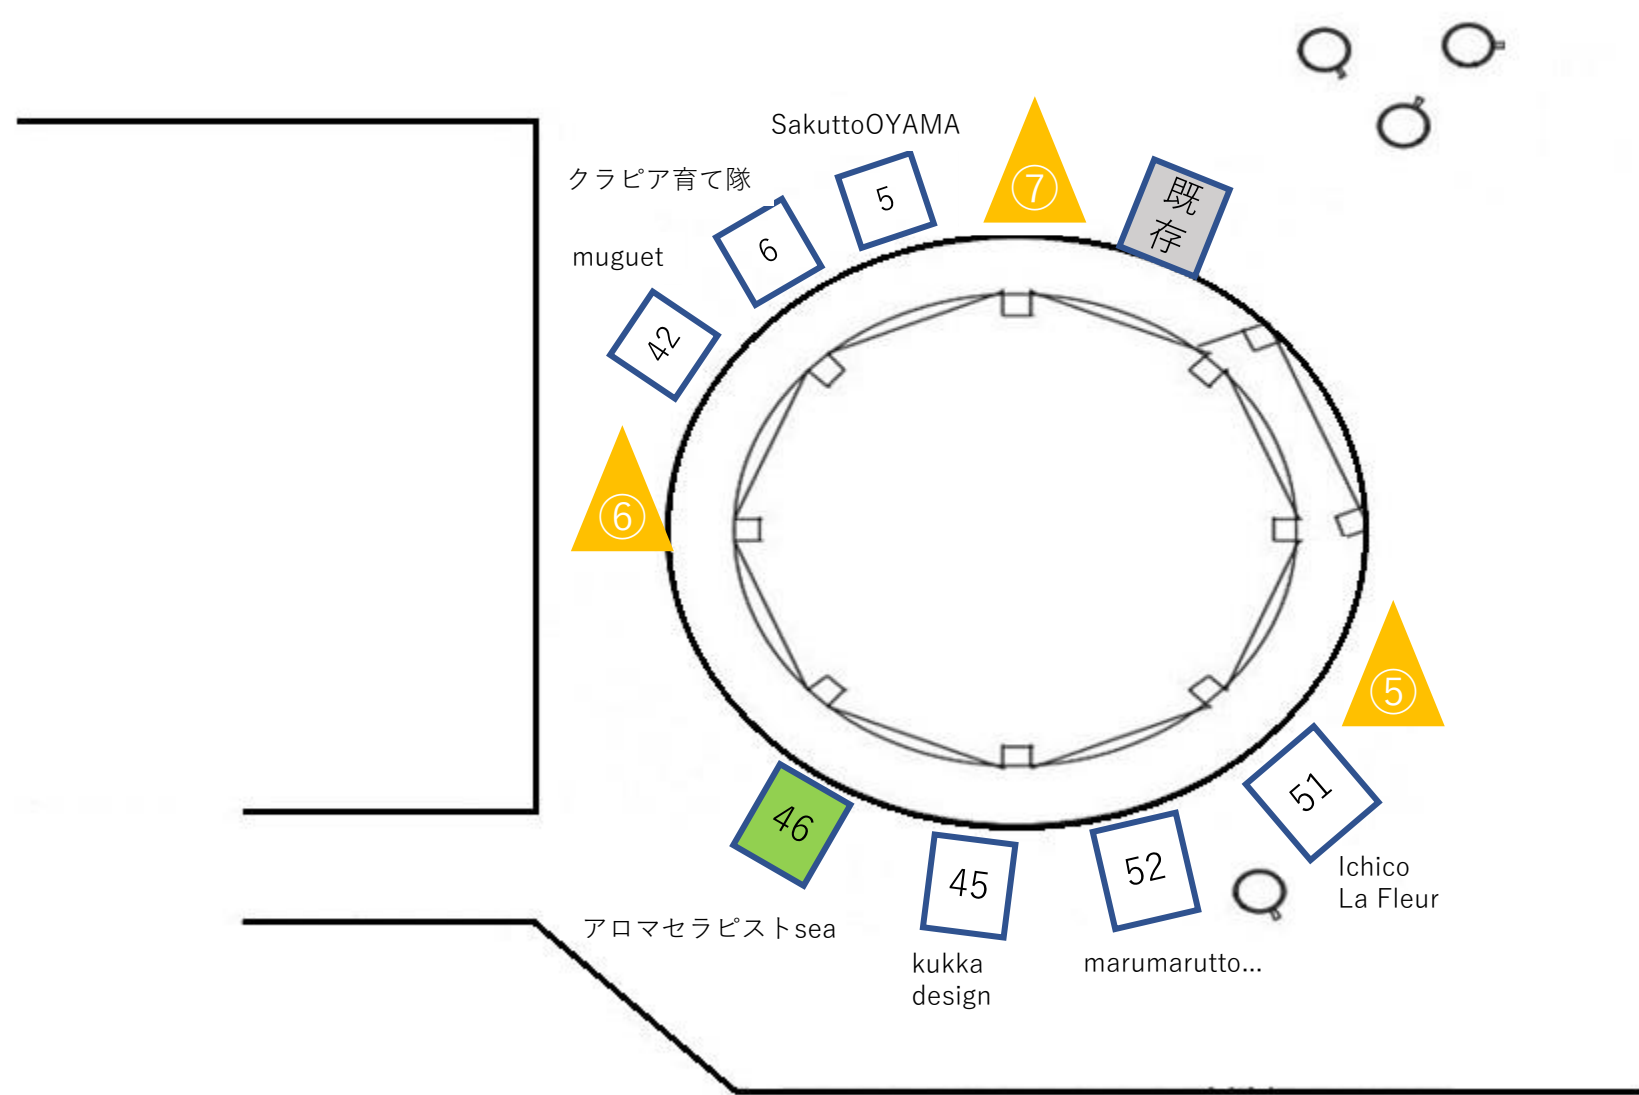 SakuttoOYAMA
⑦
既
存
クラピア育て隊
5
6
muguet
42
⑥
⑤
51
Ichico
La Fleur
46
アロマセラピストsea
45
kukka
design
52
marumarutto...